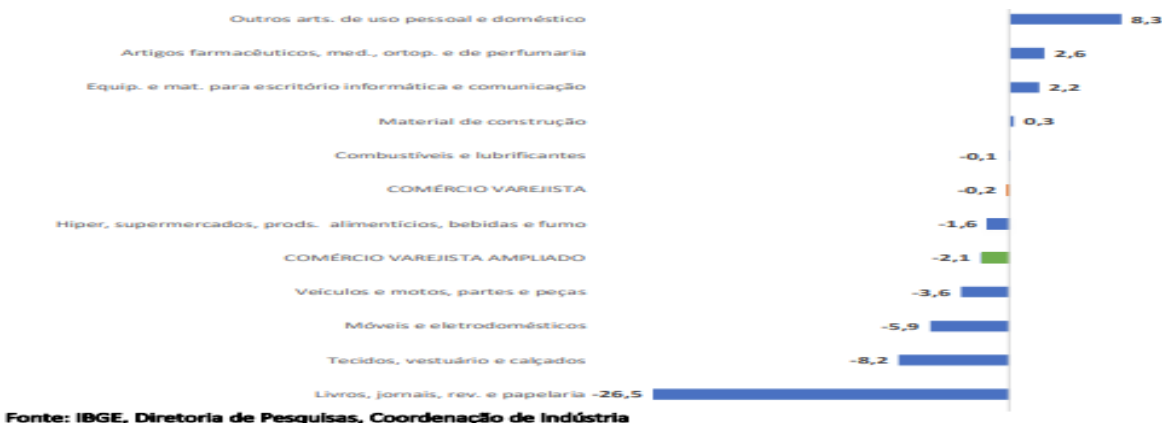 Outros arts. de uso pessoal e doméstico 8,3
Artigos farmacêuticos, med., ortop. e de perfumaria 2,6
Equip. e mat. para escritório informática e comunicação 2,2
Material de construção 0,3
Combustíveis e lubrificantes -0,1
COMÉRCIO VAREJISTA -0,2
Hiper, supermercados, prods. alimentícios, bebidas e fumo -1,6
COMÉRCIO VAREJISTA AMPLIADO -2,1
Veículos e motos, partes e peças -3,6
Móveis e eletrodomésticos -5,9
Tecidos, vestuário e calçados -8,2
Livros, jornais, rev. e papelaria -26,5
Fonte: IBGE, Diretoria de Pesquisas, Coordenação de Indústria